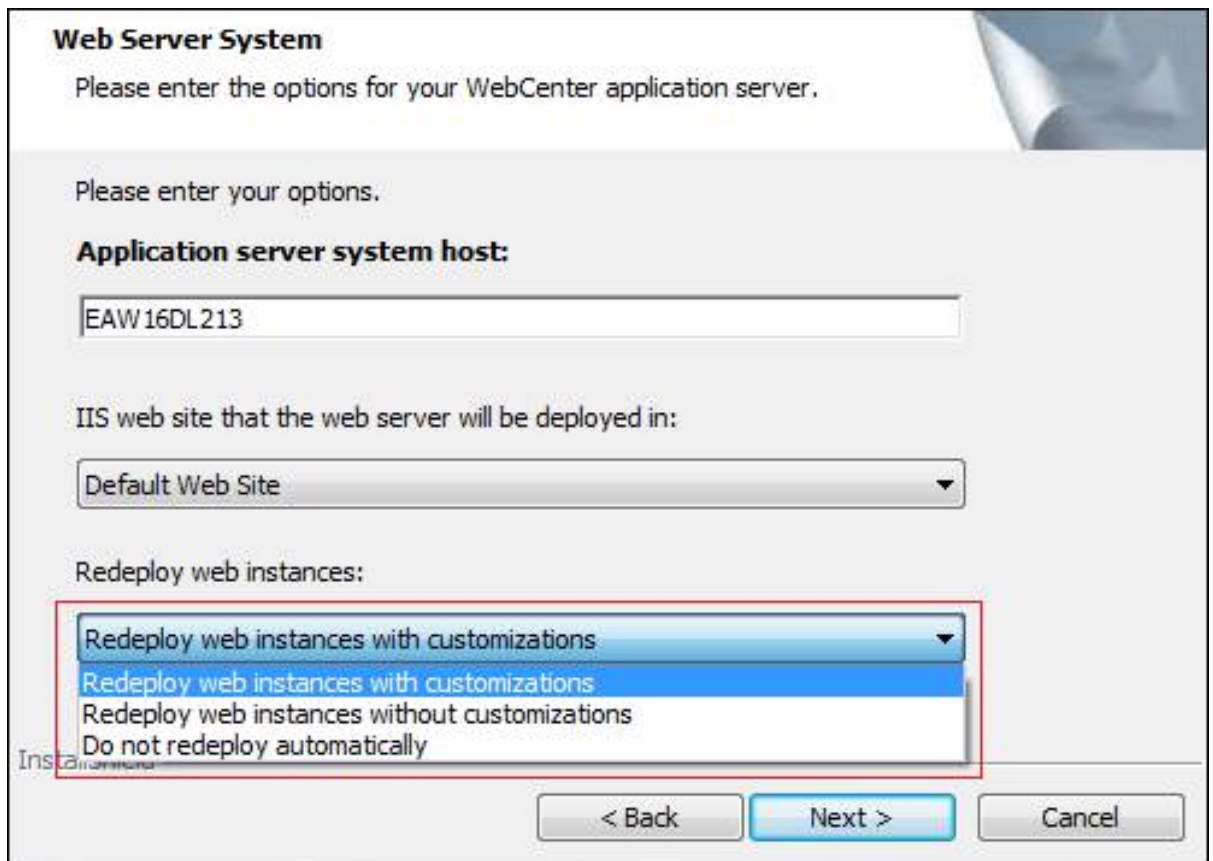 Web Server System
Please enter the options for your WebCenter application server.
Please enter your options.
Application server system host:
EAW16DL213
IIS web site that the web server will be deployed in:
Default Web Site
Redeploy web instances:
Redeploy web instances with customizations
Redeploy web instances with customizations
Redeploy web instances without customizations
Do not redeploy automatically
InstallShield
< Back
Next >
Cancel